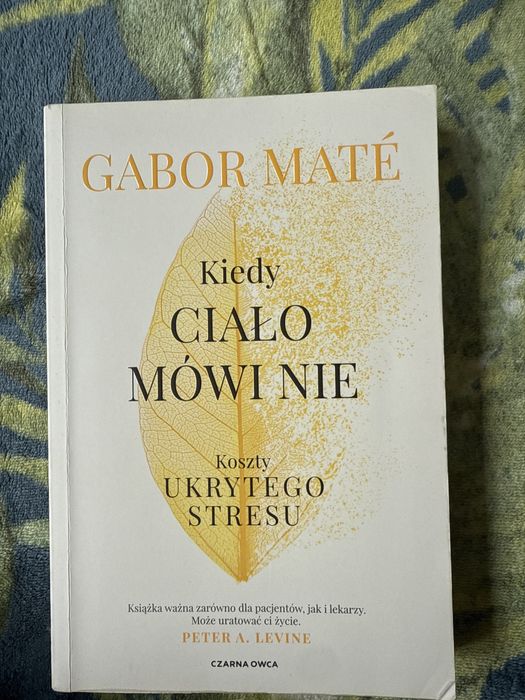 GABOR MATÉ
Kiedy
CIAŁO
MÓWI NIE
Koszty
UKRYTEGO
STRESU
Książka ważna zarówno dla pacjentów, jak i lekarzy.
Może uratować ci życie.
PETER A. LEVINE
CZARNA OWCA